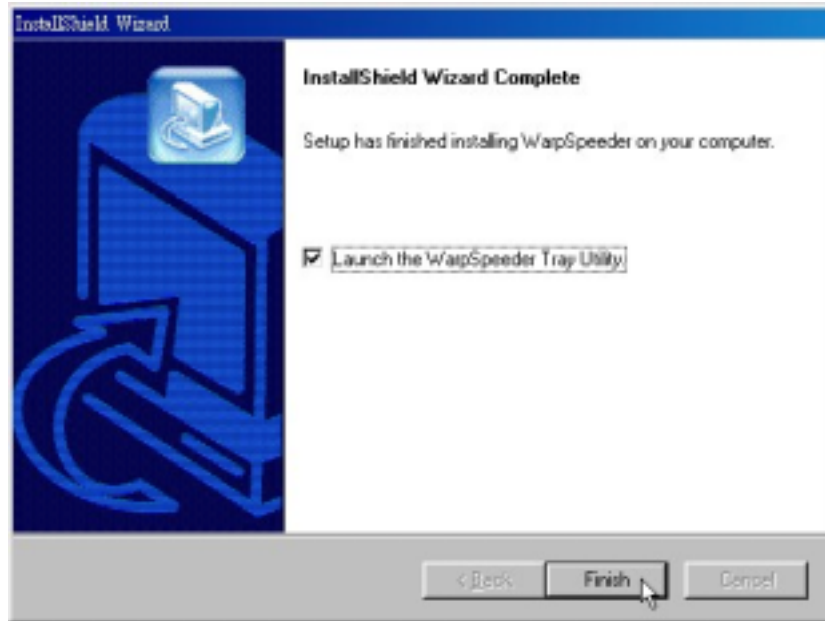 InstallShield Wizard
InstallShield Wizard Complete
Setup has finished installing WarpSpeeder on your computer.
Launch the WarpSpeeder Tray Utility.
< Back
Finish
Cancel